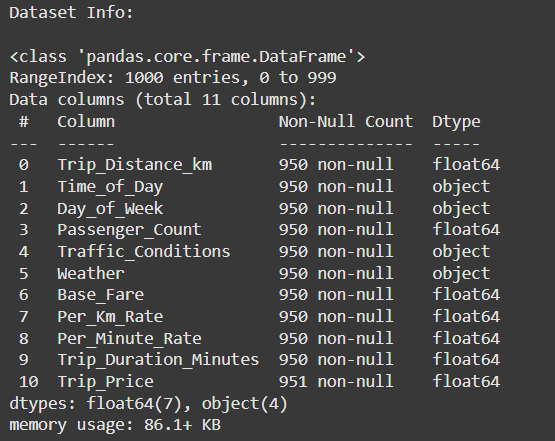 Dataset Info:
<class 'pandas.core.frame.DataFrame'>
RangeIndex: 1000 entries, 0 to 999
Data columns (total 11 columns):
 #   Column                 Non-Null Count  Dtype
---  ------                 --------------  -----
 0   Trip_Distance_km       950 non-null    float64
 1   Time_of_Day            950 non-null    object
 2   Day_of_Week            950 non-null    object
 3   Passenger_Count        950 non-null    float64
 4   Traffic_Conditions     950 non-null    object
 5   Weather                950 non-null    object
 6   Base_Fare              950 non-null    float64
 7   Per_Km_Rate            950 non-null    float64
 8   Per_Minute_Rate        950 non-null    float64
 9   Trip_Duration_Minutes  950 non-null    float64
 10  Trip_Price             951 non-null    float64
dtypes: float64(7), object(4)
memory usage: 86.1+ KB